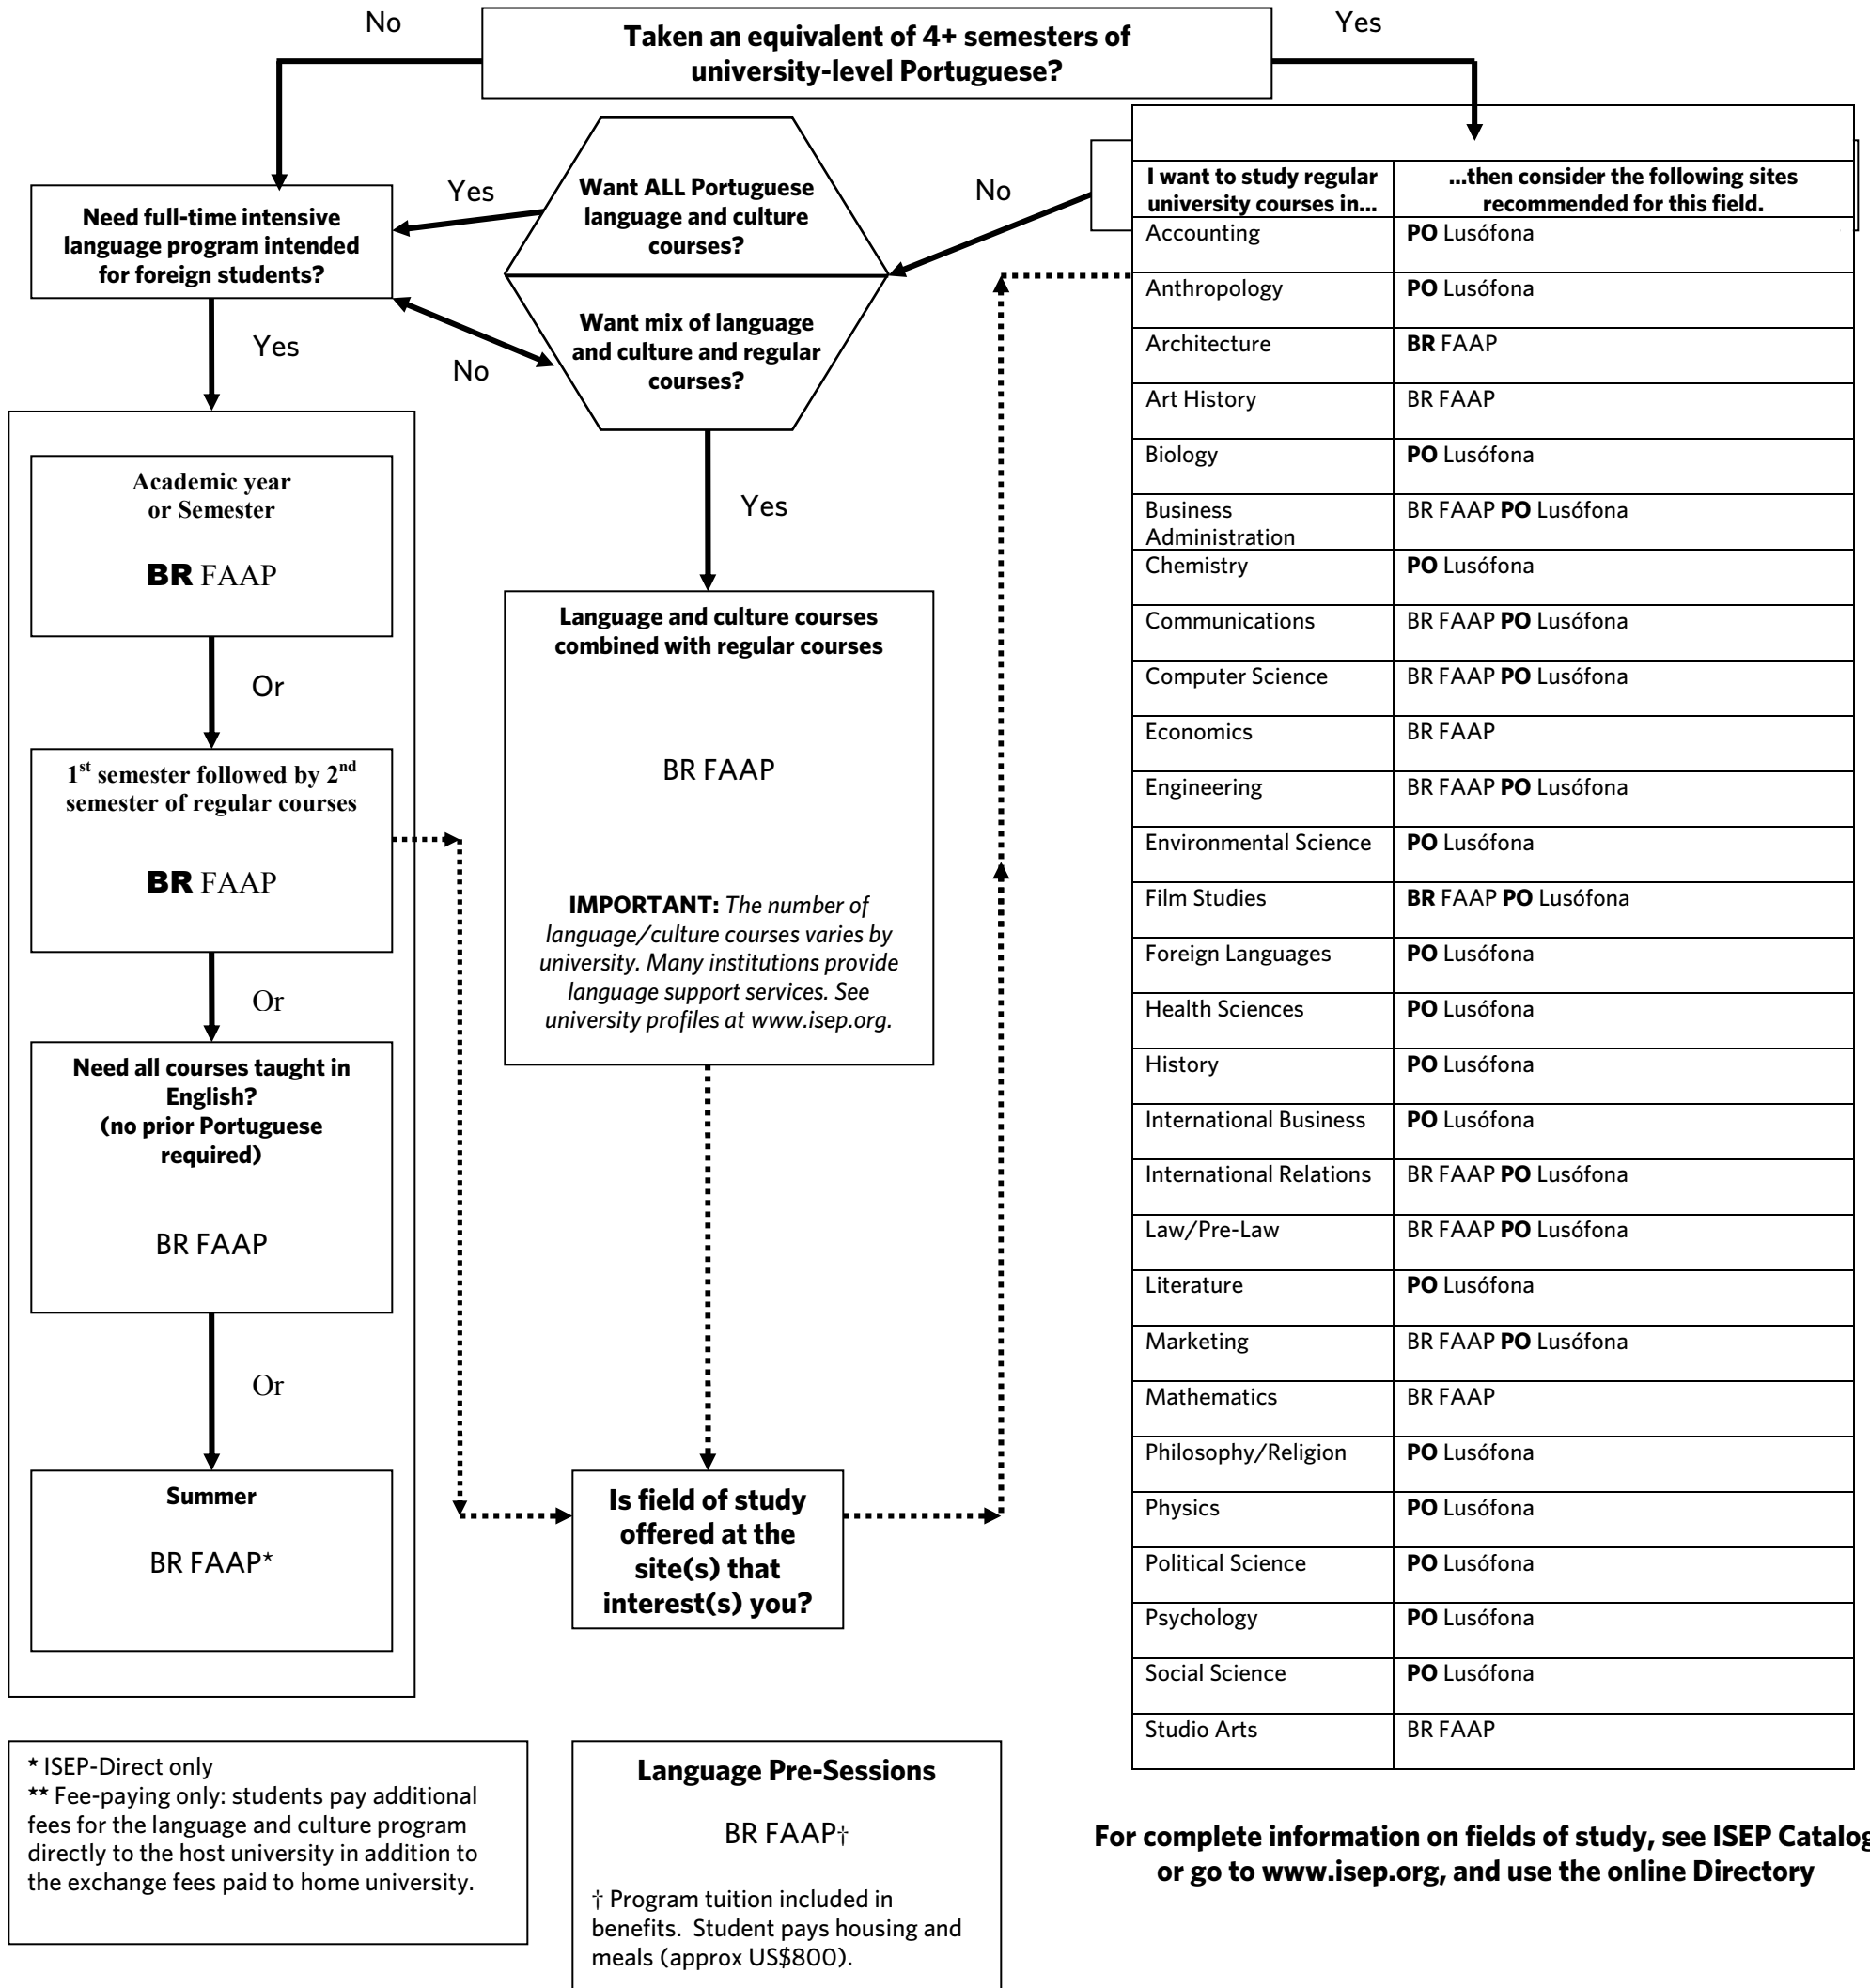 No
Taken an equivalent of 4+ semesters of
university-level Portuguese?
Yes
Need full-time intensive
language program intended
for foreign students?
Yes
Want ALL Portuguese
language and culture
courses?
No
Want mix of language
and culture and regular
courses?
No
Yes
Yes
Academic year
or Semester
BR FAAP
Or
1st semester followed by 2nd
semester of regular courses
BR FAAP
Or
Need all courses taught in
English?
(no prior Portuguese
required)
BR FAAP
Or
Summer
BR FAAP*
Language and culture courses
combined with regular courses
BR FAAP
IMPORTANT: The number of
language/culture courses varies by
university. Many institutions provide
language support services. See
university profiles at www.isep.org.
Is field of study
offered at the
site(s) that
interest(s) you?
I want to study regular
university courses in...
...then consider the following sites
recommended for this field.
Accounting PO Lusófona
Anthropology PO Lusófona
Architecture BR FAAP
Art History BR FAAP
Biology PO Lusófona
Business
Administration
BR FAAP PO Lusófona
Chemistry PO Lusófona
Communications BR FAAP PO Lusófona
Computer Science BR FAAP PO Lusófona
Economics BR FAAP
Engineering BR FAAP PO Lusófona
Environmental Science PO Lusófona
Film Studies BR FAAP PO Lusófona
Foreign Languages PO Lusófona
Health Sciences PO Lusófona
History PO Lusófona
International Business PO Lusófona
International Relations BR FAAP PO Lusófona
Law/Pre-Law BR FAAP PO Lusófona
Literature PO Lusófona
Marketing BR FAAP PO Lusófona
Mathematics BR FAAP
Philosophy/Religion PO Lusófona
Physics PO Lusófona
Political Science PO Lusófona
Psychology PO Lusófona
Social Science PO Lusófona
Studio Arts BR FAAP
* ISEP-Direct only
** Fee-paying only: students pay additional
fees for the language and culture program
directly to the host university in addition to
the exchange fees paid to home university.
Language Pre-Sessions
BR FAAP†
† Program tuition included in
benefits. Student pays housing and
meals (approx US$800).
For complete information on fields of study, see ISEP Catalog
or go to www.isep.org, and use the online Directory